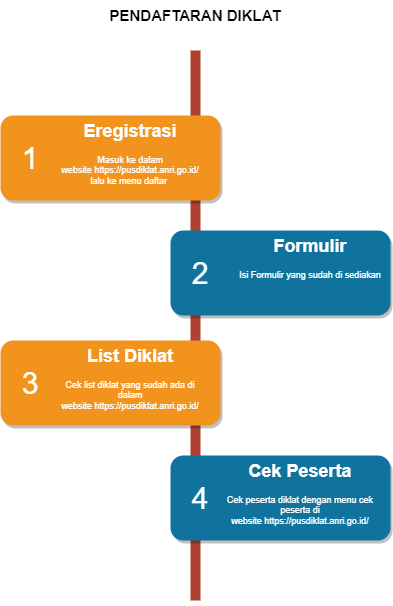 PENDAFTARAN DIKLAT
Eregistrasi
1
Masuk ke dalam
website https://pusdiklat.anri.go.id/
lalu ke menu daftar
Formulir
2
Isi Formulir yang sudah di sediakan
List Diklat
3
Cek list diklat yang sudah ada di
dalam
website https://pusdiklat.anri.go.id/
Cek Peserta
4
Cek peserta diklat dengan menu cek
peserta di
website https://pusdiklat.anri.go.id/